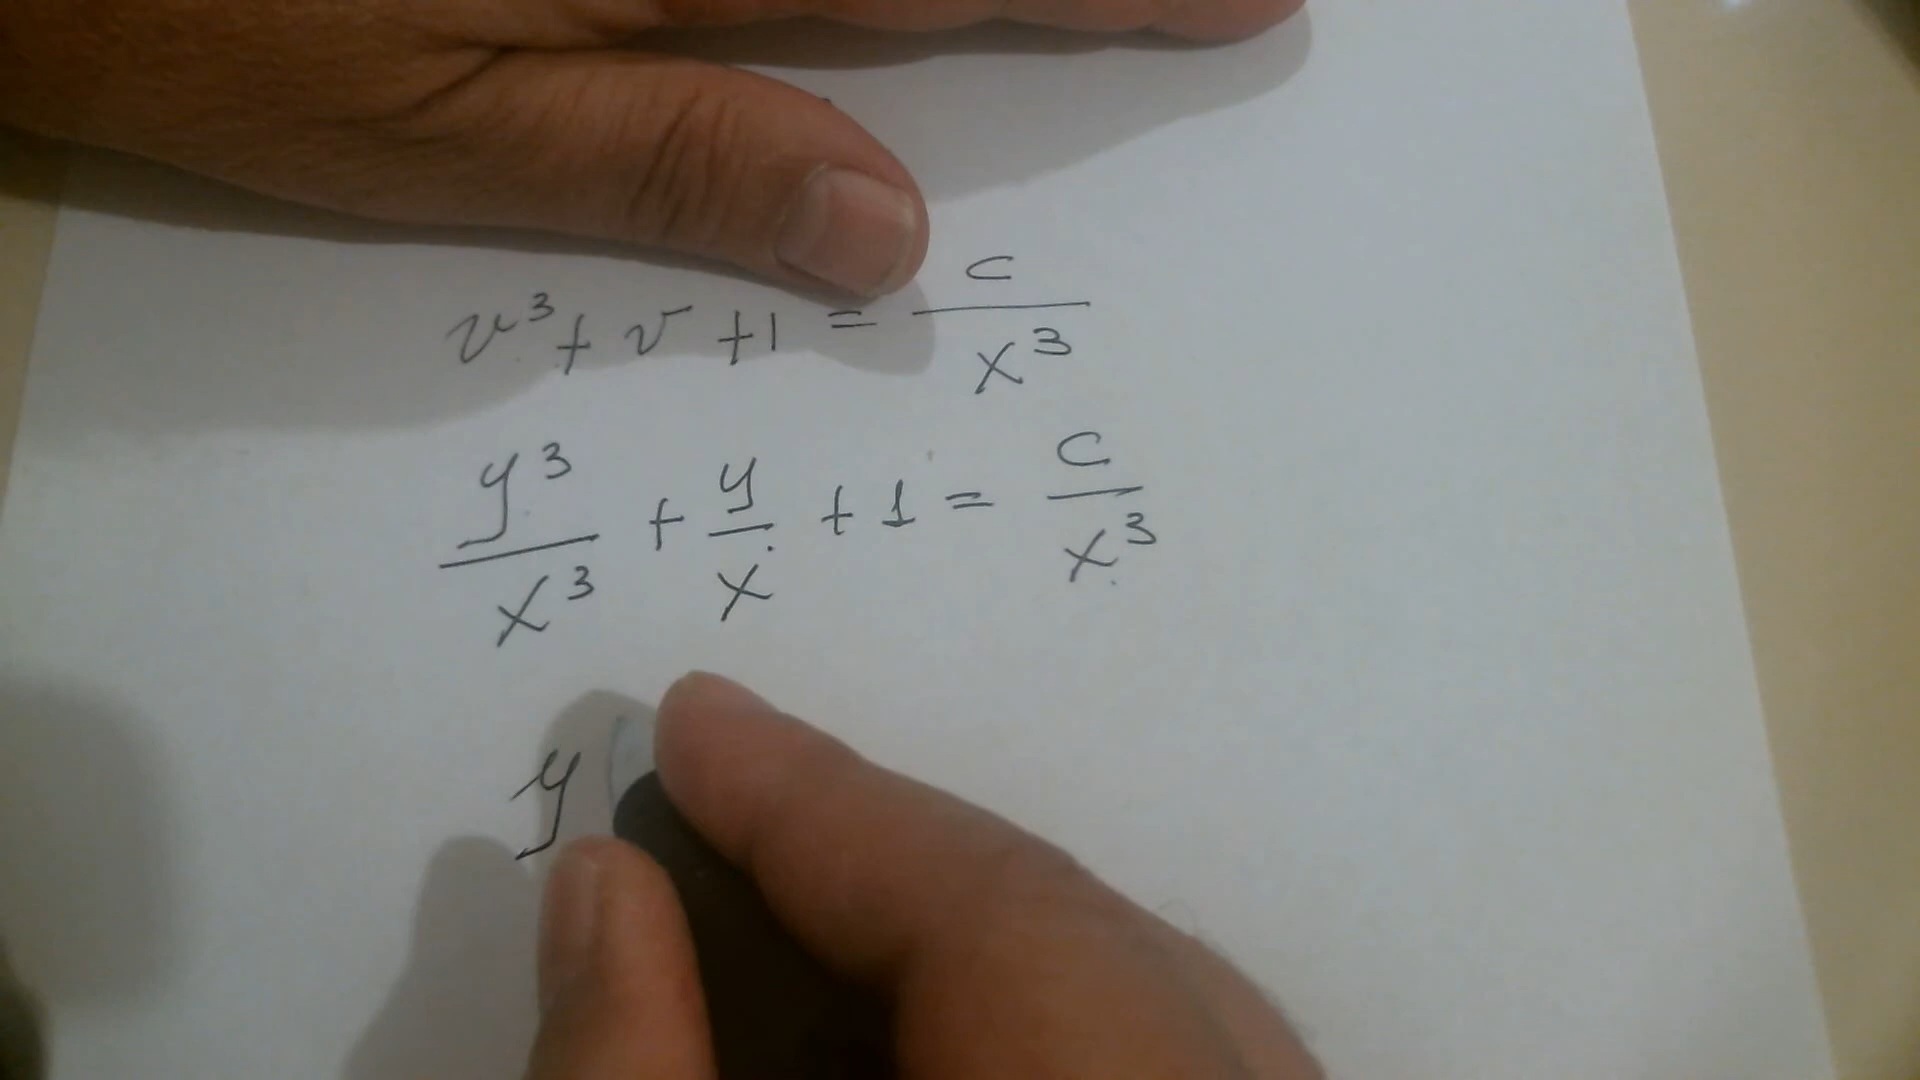 v³ + v + 1 = c/x³
y³/x³ + y/x + 1 = c/x³
y